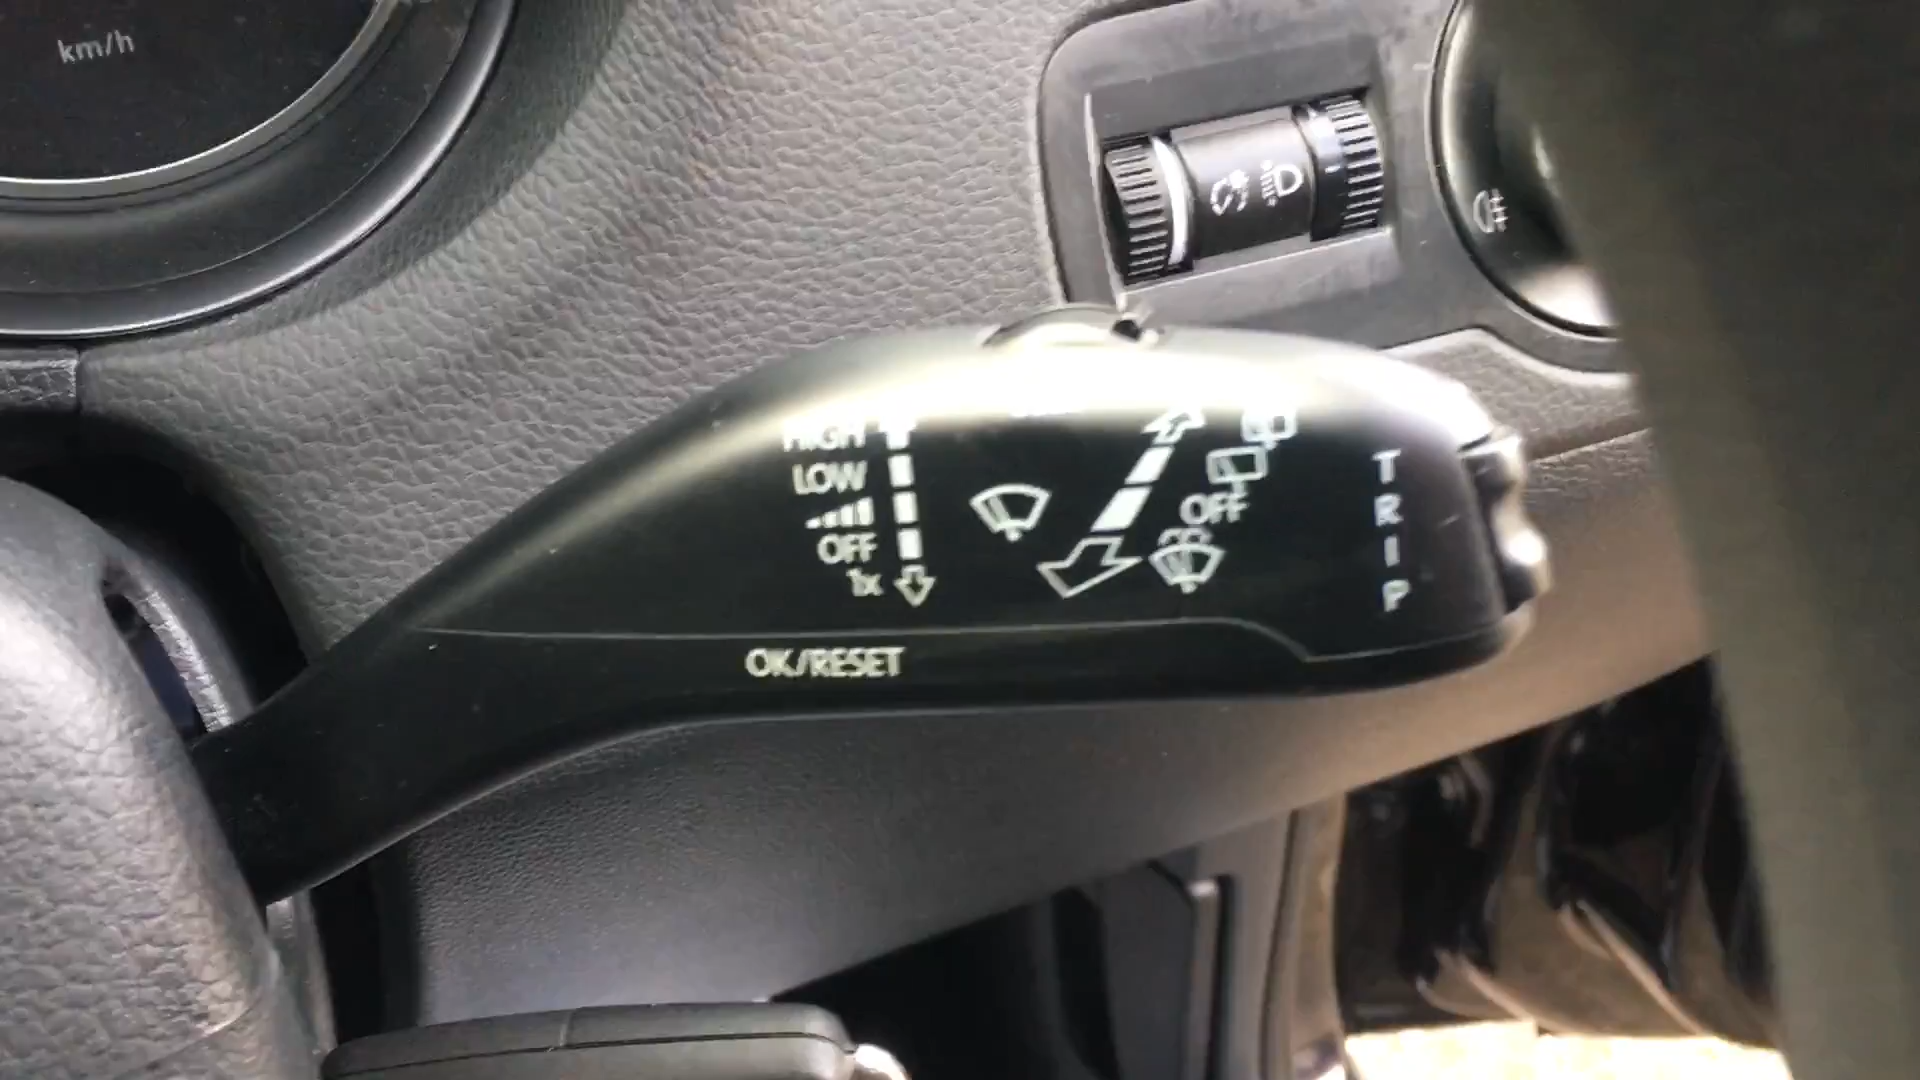 km/h
HIGH
LOW
OFF
1x
OFF
TRIP
OK/RESET